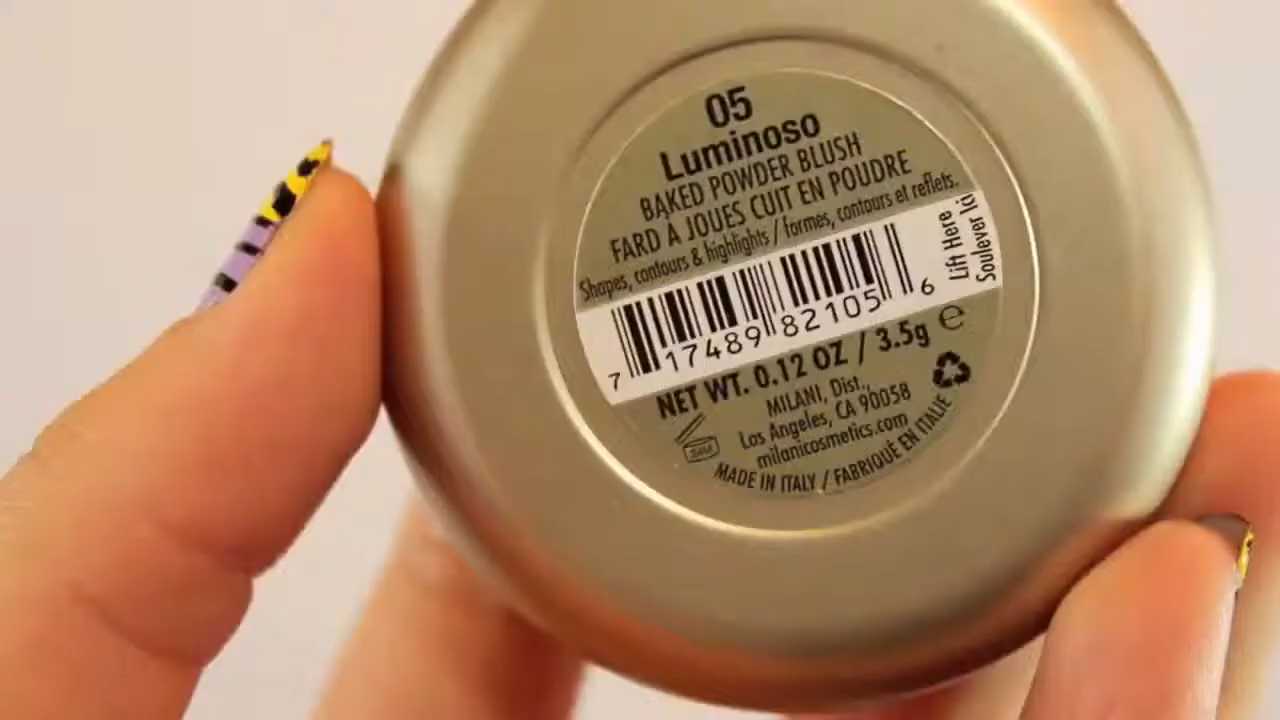 05
Luminoso
BAKED POWDER BLUSH
FARD A JOUES CUIT EN POUDRE
Shapes, contours & highlights / formes, contours et reflets.
Lift Here
Soulever Ici
7 17489 82105 6
NET WT. 0.12 OZ / 3.5g ℮
MILANI, Dist.,
Los Angeles, CA 90058
milanicosmetics.com
MADE IN ITALY / FABRIQUÉ EN ITALIE